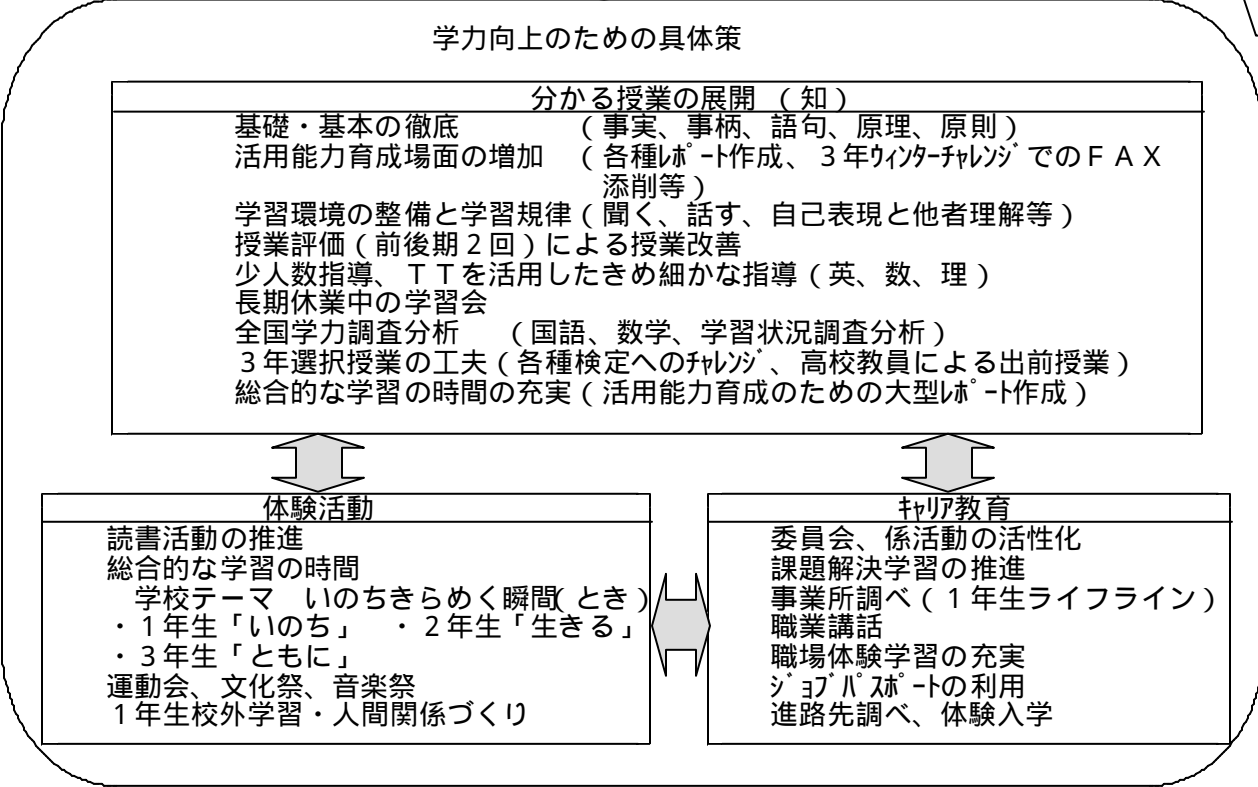 学力向上のための具体策
分かる授業の展開 (知)
基礎・基本の徹底 (事実、事柄、語句、原理、原則)
活用能力育成場面の増加 (各種ﾚﾎﾟｰﾄ作成、3年ｳｨﾝﾀｰﾁｬﾚﾝｼﾞでのFAX
添削等)
学習環境の整備と学習規律(聞く、話す、自己表現と他者理解等)
授業評価(前後期2回)による授業改善
少人数指導、TTを活用したきめ細かな指導(英、数、理)
長期休業中の学習会
全国学力調査分析 (国語、数学、学習状況調査分析)
3年選択授業の工夫(各種検定へのﾁｬﾚﾝｼﾞ、高校教員による出前授業)
総合的な学習の時間の充実(活用能力育成のための大型ﾚﾎﾟｰﾄ作成)
体験活動
読書活動の推進
総合的な学習の時間
学校テーマ いのちきらめく瞬間(とき)
・1年生「いのち」 ・2年生「生きる」
・3年生「ともに」
運動会、文化祭、音楽祭
1年生校外学習・人間関係づくり
ｷｬﾘｱ教育
委員会、係活動の活性化
課題解決学習の推進
事業所調べ(1年生ライフライン)
職業講話
職場体験学習の充実
ｼﾞｮﾌﾞﾊﾟｽﾎﾟｰﾄの利用
進路先調べ、体験入学